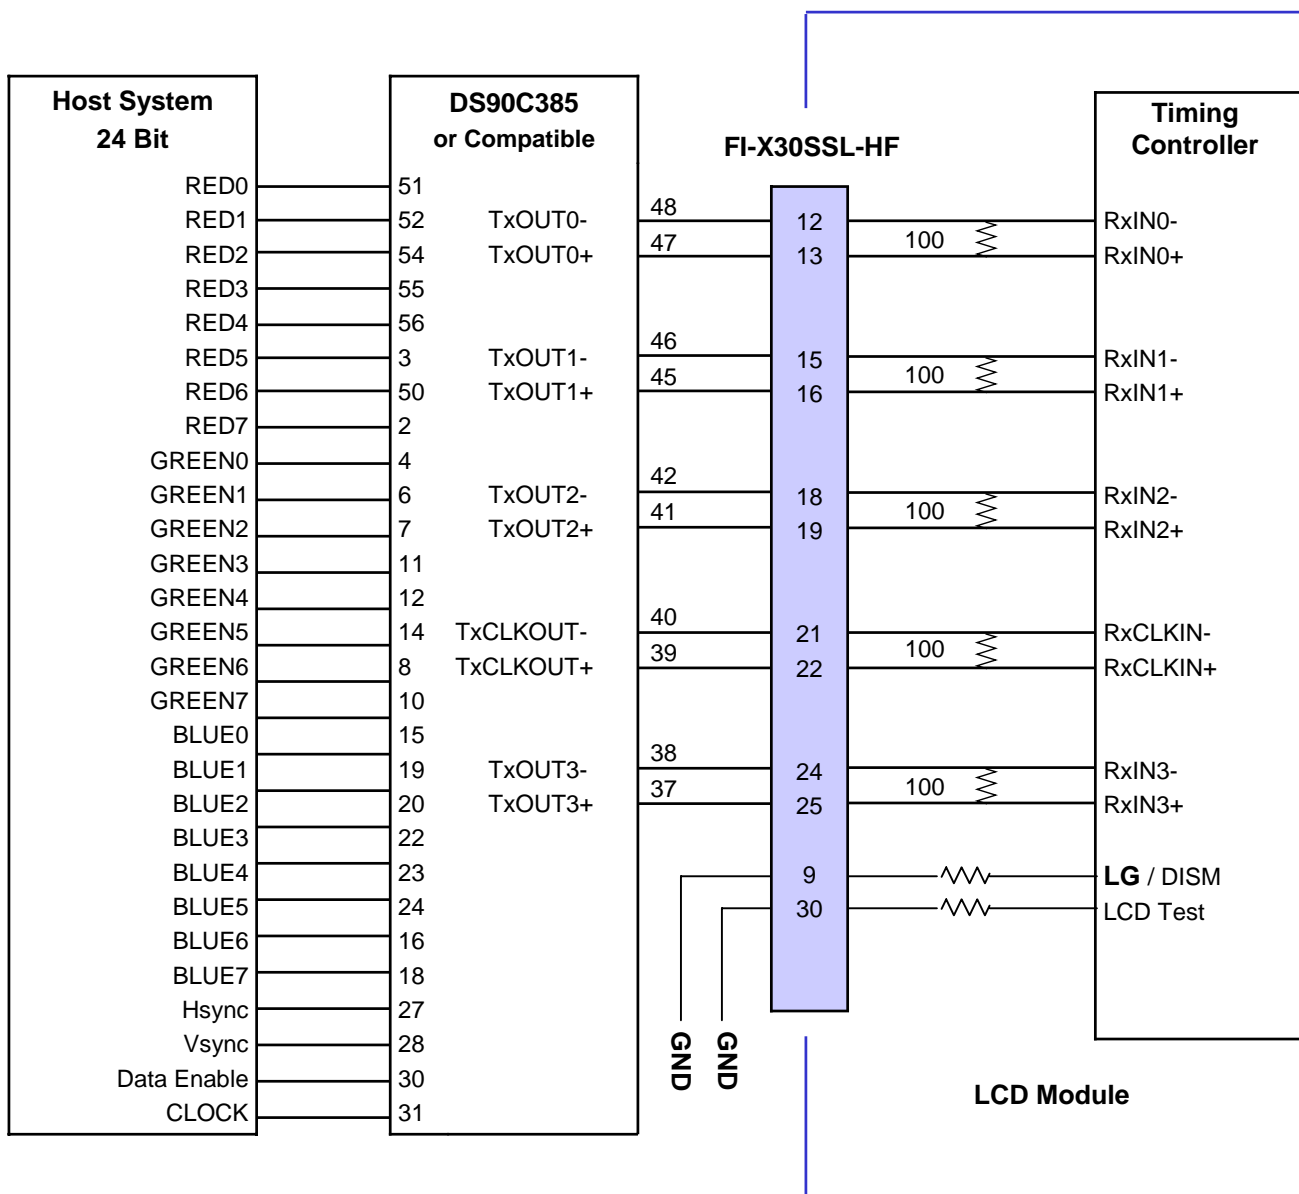 Host System
24 Bit
RED0
RED1
RED2
RED3
RED4
RED5
RED6
RED7
GREEN0
GREEN1
GREEN2
GREEN3
GREEN4
GREEN5
GREEN6
GREEN7
BLUE0
BLUE1
BLUE2
BLUE3
BLUE4
BLUE5
BLUE6
BLUE7
Hsync
Vsync
Data Enable
CLOCK
DS90C385
or Compatible
51
52 TxOUT0-
54 TxOUT0+
55
56
3 TxOUT1-
50 TxOUT1+
2
4
6 TxOUT2-
7 TxOUT2+
11
12
14 TxCLKOUT-
8 TxCLKOUT+
10
15
19 TxOUT3-
20 TxOUT3+
22
23
24
16
18
27
28
30
31
48
47
46
45
42
41
40
39
38
37
GND
GND
FI-X30SSL-HF
12
13
15
16
18
19
21
22
24
25
9
30
100
100
100
100
100
Timing
Controller
RxIN0-
RxIN0+
RxIN1-
RxIN1+
RxIN2-
RxIN2+
RxCLKIN-
RxCLKIN+
RxIN3-
RxIN3+
LG / DISM
LCD Test
LCD Module